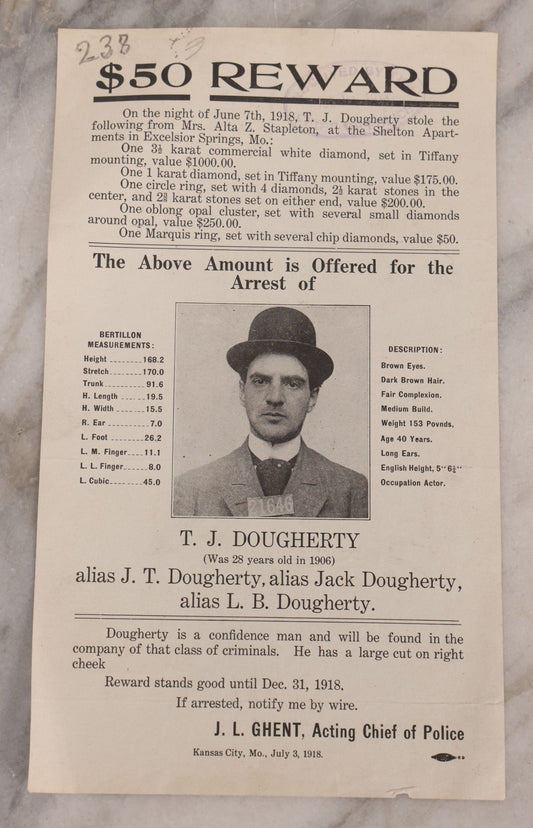 238
$50 REWARD
On the night of June 7th, 1918, T. J. Dougherty stole the
following from Mrs. Alta Z. Stapleton, at the Shelton Apart-
ments in Excelsior Springs, Mo.:
One 3½ karat commercial white diamond, set in Tiffany
mounting, value $1000.00.
One 1 karat diamond, set in Tiffany mounting, value $175.00.
One circle ring, set with 4 diamonds, karat stones in the
center, and karat stones set on either end, value $200.00.
One oblong opal cluster, set with several small diamonds
around opal, value $250.00.
One Marquis ring, set with several chip diamonds, value $50.
The Above Amount is Offered for the
Arrest of
BERTILLON
MEASUREMENTS:
Height ........168.2
Stretch ........170.0
Trunk ........91.6
H. Length ........19.5
H. Width ........15.5
R. Ear ........7.0
L. Foot ........26.2
L. M. Finger....11.1
L. L. Finger......8.0
L. Cubic........45.0
21646
DESCRIPTION:
Brown Eyes.
Dark Brown Hair.
Fair Complexion.
Medium Build.
Weight 153 Povnds.
Age 40 Years.
Long Ears.
English Height, 5" 6½"
Occupation Actor.
T. J. DOUGHERTY
(Was 28 years old in 1906)
alias J. T. Dougherty, alias Jack Dougherty,
alias L. B. Dougherty.
Dougherty is a confidence man and will be found in the
company of that class of criminals. He has a large cut on right
cheek
Reward stands good until Dec. 31, 1918.
If arrested, notify me by wire.
J. L. GHENT, Acting Chief of Police
Kansas City, Mo., July 3, 1918.